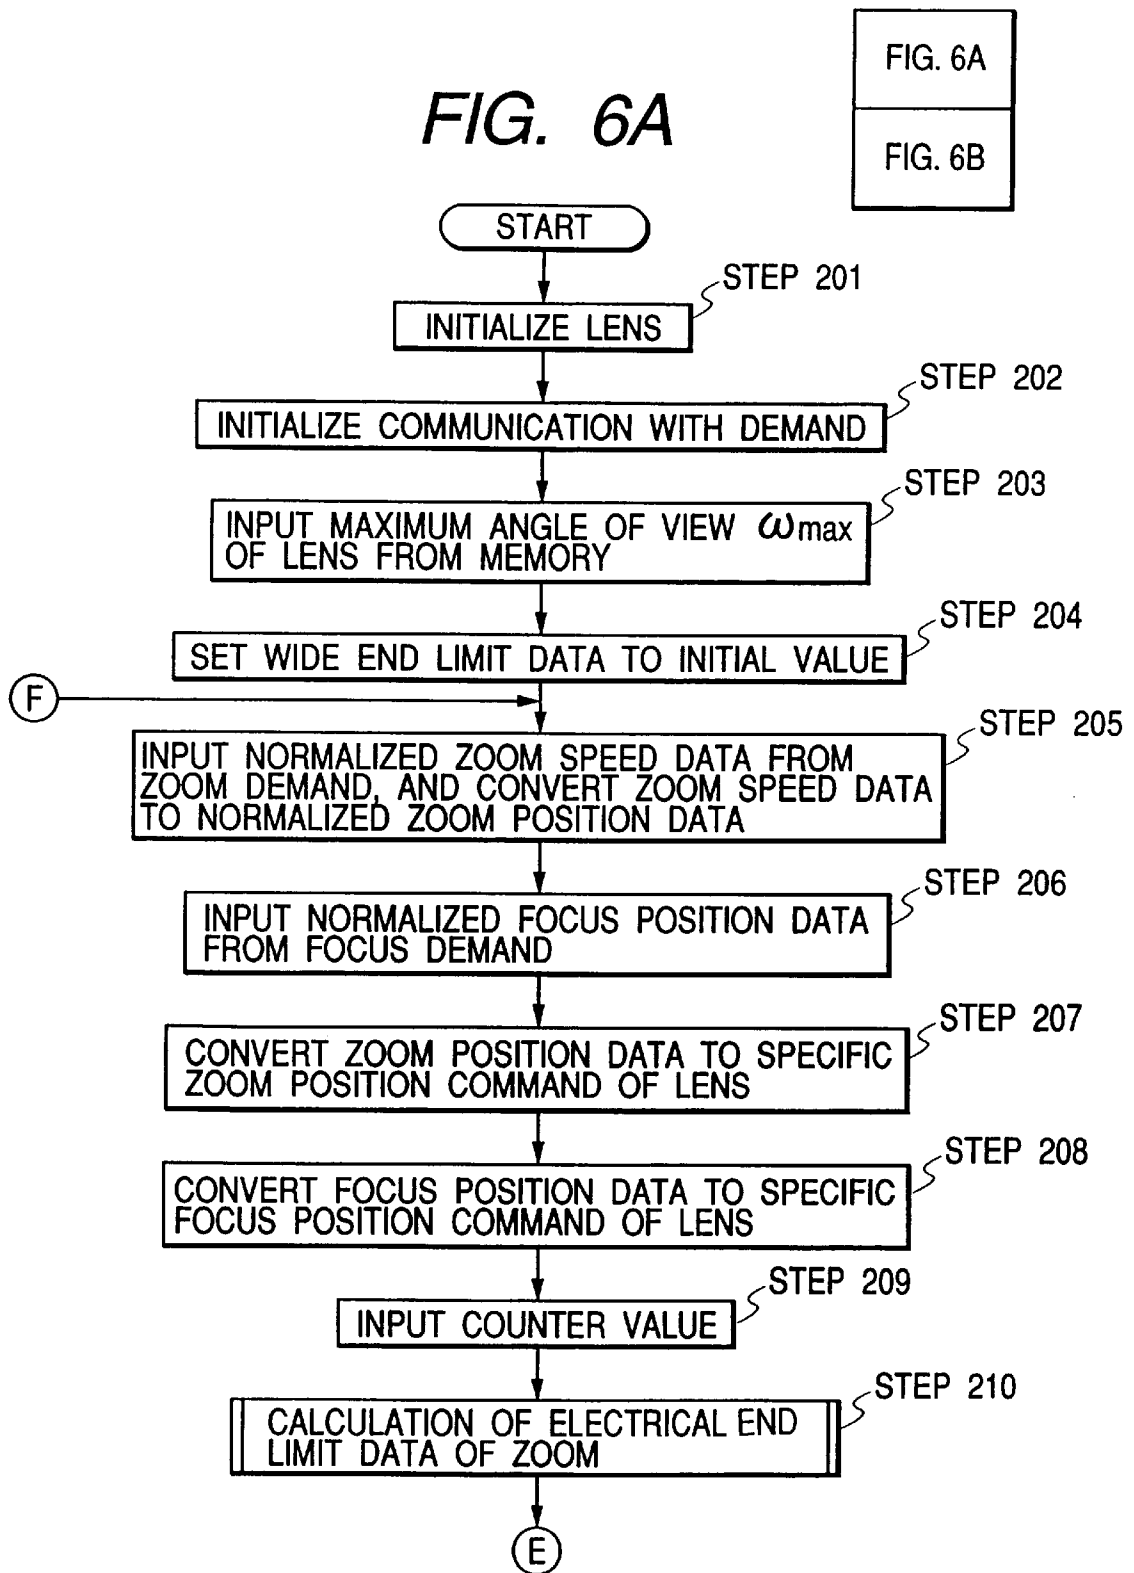 FIG. 6A
FIG. 6A
FIG. 6B
START
STEP 201
INITIALIZE LENS
STEP 202
INITIALIZE COMMUNICATION WITH DEMAND
STEP 203
INPUT MAXIMUM ANGLE OF VIEW ωmax
OF LENS FROM MEMORY
STEP 204
SET WIDE END LIMIT DATA TO INITIAL VALUE
F
STEP 205
INPUT NORMALIZED ZOOM SPEED DATA FROM
ZOOM DEMAND, AND CONVERT ZOOM SPEED DATA
TO NORMALIZED ZOOM POSITION DATA
STEP 206
INPUT NORMALIZED FOCUS POSITION DATA
FROM FOCUS DEMAND
STEP 207
CONVERT ZOOM POSITION DATA TO SPECIFIC
ZOOM POSITION COMMAND OF LENS
STEP 208
CONVERT FOCUS POSITION DATA TO SPECIFIC
FOCUS POSITION COMMAND OF LENS
STEP 209
INPUT COUNTER VALUE
STEP 210
CALCULATION OF ELECTRICAL END
LIMIT DATA OF ZOOM
E